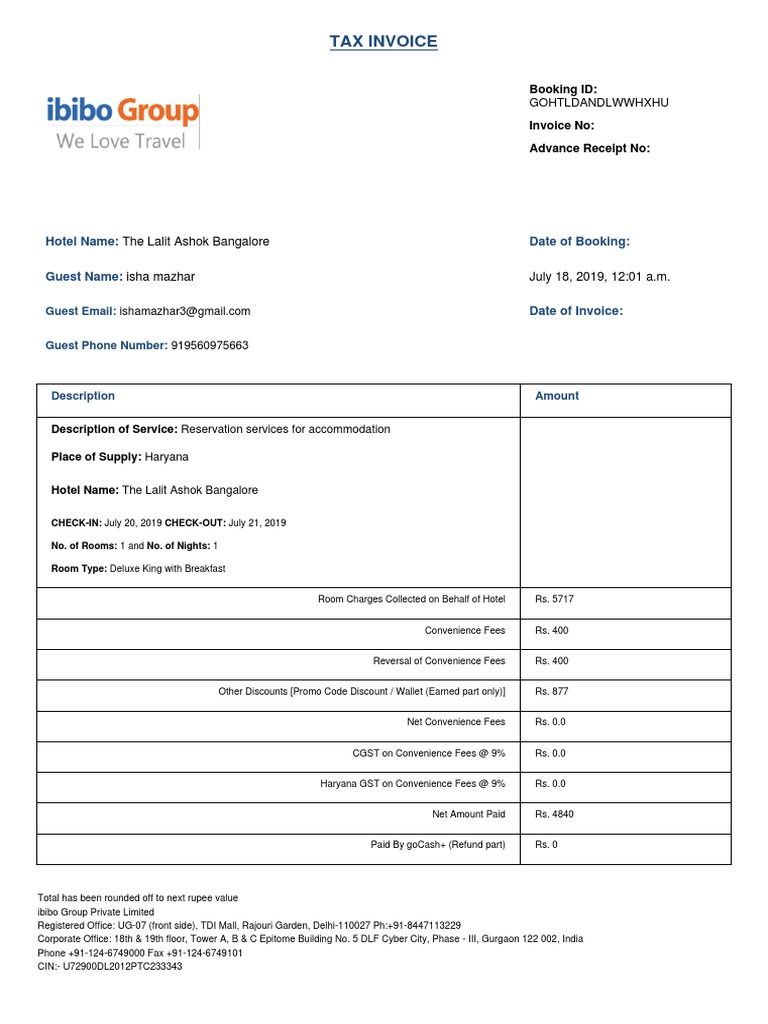 TAX INVOICE
ibibo Group
We Love Travel
Booking ID:
GOHTLDANDLWWHXHU
Invoice No:
Advance Receipt No:
Hotel Name: The Lalit Ashok Bangalore
Date of Booking:
Guest Name: isha mazhar
July 18, 2019, 12:01 a.m.
Guest Email: ishamazhar3@gmail.com
Date of Invoice:
Guest Phone Number: 919560975663
Description Amount
Description of Service: Reservation services for accommodation
Place of Supply: Haryana
Hotel Name: The Lalit Ashok Bangalore
CHECK-IN: July 20, 2019 CHECK-OUT: July 21, 2019
No. of Rooms: 1 and No. of Nights: 1
Room Type: Deluxe King with Breakfast
Room Charges Collected on Behalf of Hotel Rs. 5717
Convenience Fees Rs. 400
Reversal of Convenience Fees Rs. 400
Other Discounts [Promo Code Discount / Wallet (Earned part only)] Rs. 877
Net Convenience Fees Rs. 0.0
CGST on Convenience Fees @ 9% Rs. 0.0
Haryana GST on Convenience Fees @ 9% Rs. 0.0
Net Amount Paid Rs. 4840
Paid By goCash+ (Refund part) Rs. 0
Total has been rounded off to next rupee value
ibibo Group Private Limited
Registered Office: UG-07 (front side), TDI Mall, Rajouri Garden, Delhi-110027 Ph:+91-8447113229
Corporate Office: 18th & 19th floor, Tower A, B & C Epitome Building No. 5 DLF Cyber City, Phase - III, Gurgaon 122 002, India
Phone +91-124-6749000 Fax +91-124-6749101
CIN:- U72900DL2012PTC233343